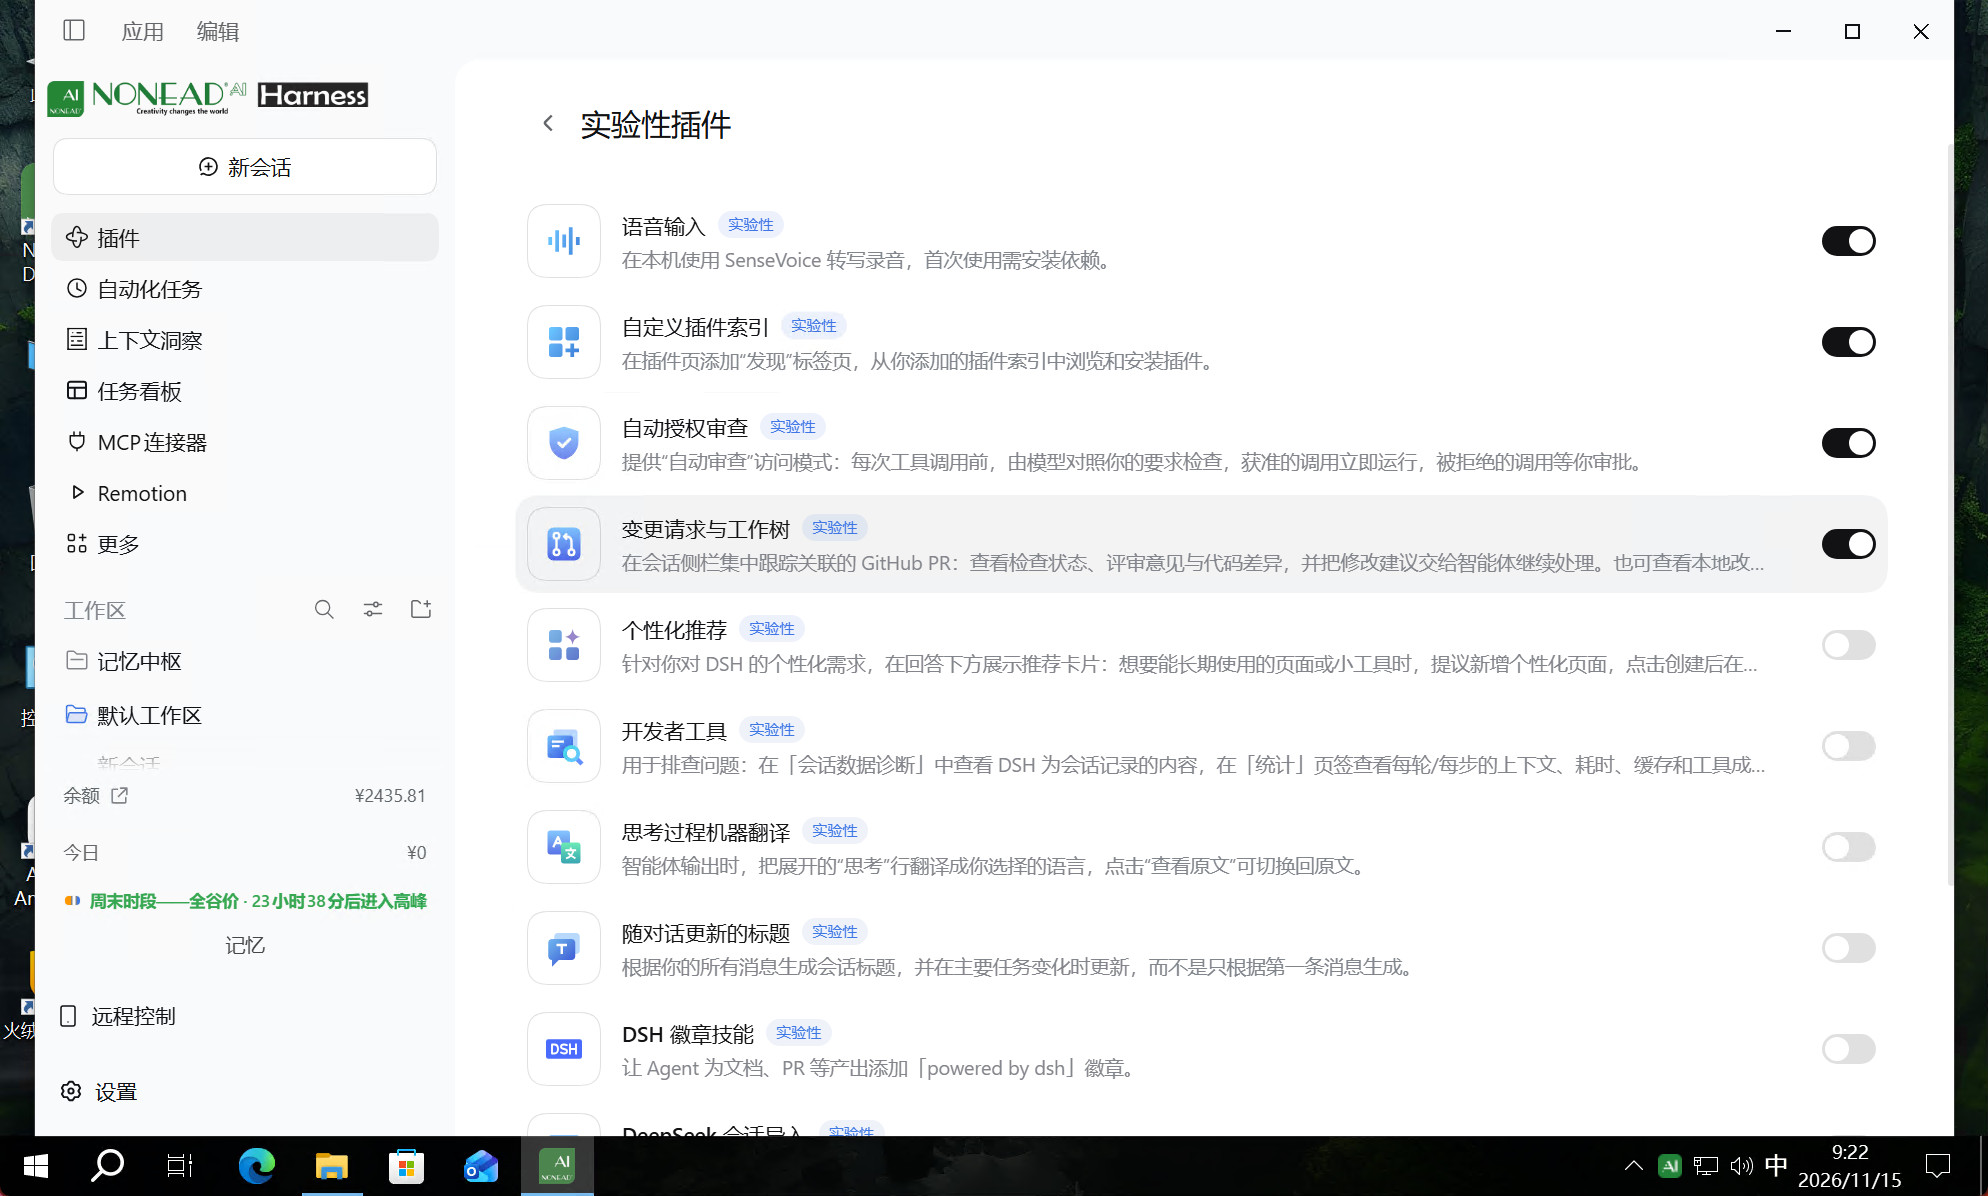 应用
编辑
AI
NONEAD
NONEAD AI
Creativity changes the world
Harness
新会话
插件
自动化任务
上下文洞察
任务看板
MCP连接器
Remotion
更多
工作区
记忆中枢
默认工作区
新会话
余额
¥2435.81
今日
¥0
周末时段——全谷价 · 23小时38分后进入高峰
记忆
远程控制
设置
实验性插件
语音输入 实验性
在本机使用 SenseVoice 转写录音，首次使用需安装依赖。
自定义插件索引 实验性
在插件页添加“发现”标签页，从你添加的插件索引中浏览和安装插件。
自动授权审查 实验性
提供“自动审查”访问模式：每次工具调用前，由模型对照你的要求检查，获准的调用立即运行，被拒绝的调用等你审批。
变更请求与工作树 实验性
在会话侧栏集中跟踪关联的 GitHub PR：查看检查状态、评审意见与代码差异，并把修改建议交给智能体继续处理。也可查看本地改…
个性化推荐 实验性
针对你对 DSH 的个性化需求，在回答下方展示推荐卡片：想要能长期使用的页面或小工具时，提议新增个性化页面，点击创建后在…
开发者工具 实验性
用于排查问题：在「会话数据诊断」中查看 DSH 为会话记录的内容，在「统计」页签查看每轮/每步的上下文、耗时、缓存和工具成…
思考过程机器翻译 实验性
智能体输出时，把展开的“思考”行翻译成你选择的语言，点击“查看原文”可切换回原文。
随对话更新的标题 实验性
根据你的所有消息生成会话标题，并在主要任务变化时更新，而不是只根据第一条消息生成。
DSH
DSH 徽章技能 实验性
让 Agent 为文档、PR 等产出添加「powered by dsh」徽章。
DeepSeek 会话导入 实验性
控
An
火绒
AI
NONEAD
AI
中
9:22
2026/11/15